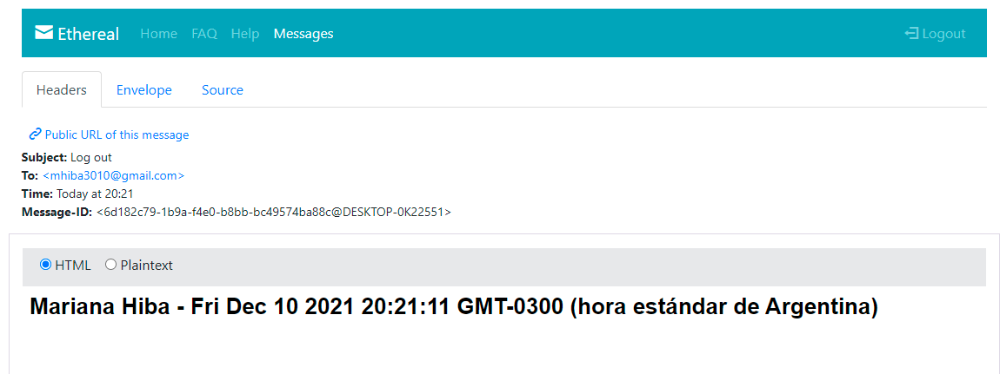 Ethereal Home FAQ Help Messages Logout
Headers Envelope Source
Public URL of this message
Subject: Log out
To: <mhiba3010@gmail.com>
Time: Today at 20:21
Message-ID: <6d182c79-1b9a-f4e0-b8bb-bc49574ba88c@DESKTOP-0K22551>
HTML Plaintext
Mariana Hiba - Fri Dec 10 2021 20:21:11 GMT-0300 (hora estándar de Argentina)